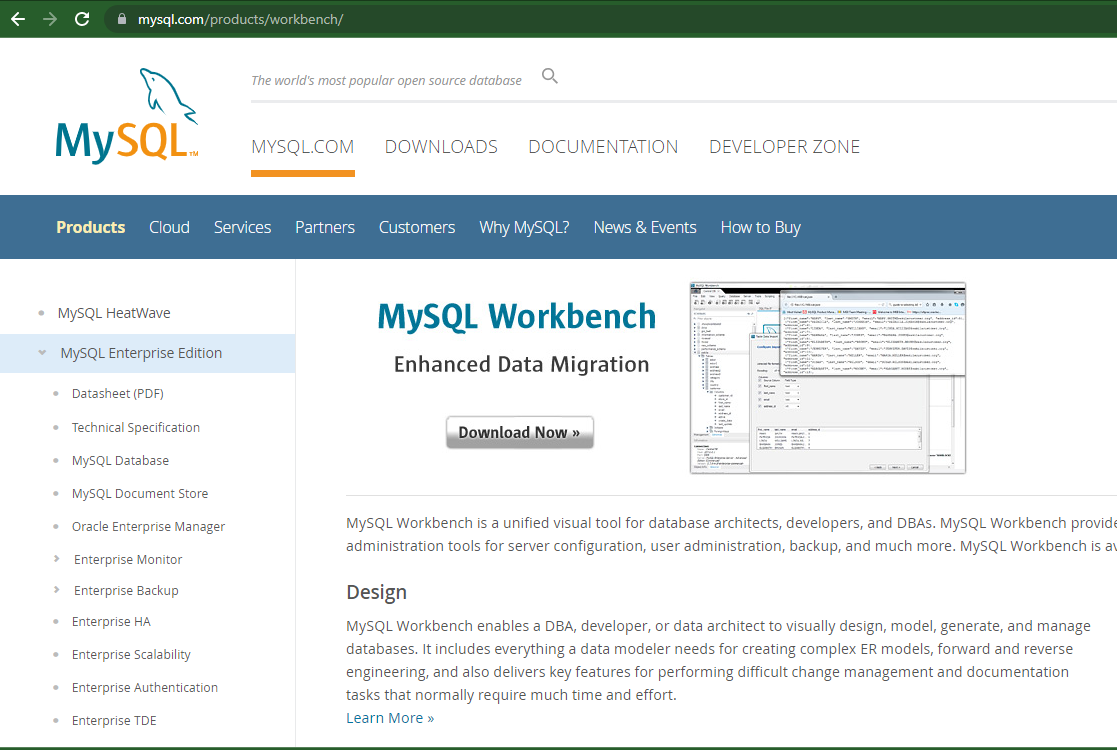 mysql.com/products/workbench/
The world's most popular open source database
MySQL™
MYSQL.COM DOWNLOADS DOCUMENTATION DEVELOPER ZONE
Products Cloud Services Partners Customers Why MySQL? News & Events How to Buy
MySQL HeatWave
MySQL Enterprise Edition
Datasheet (PDF)
Technical Specification
MySQL Database
MySQL Document Store
Oracle Enterprise Manager
Enterprise Monitor
Enterprise Backup
Enterprise HA
Enterprise Scalability
Enterprise Authentication
Enterprise TDE
MySQL Workbench
Enhanced Data Migration
Download Now »
MySQL Workbench is a unified visual tool for database architects, developers, and DBAs. MySQL Workbench provide
administration tools for server configuration, user administration, backup, and much more. MySQL Workbench is av
Design
MySQL Workbench enables a DBA, developer, or data architect to visually design, model, generate, and manage
databases. It includes everything a data modeler needs for creating complex ER models, forward and reverse
engineering, and also delivers key features for performing difficult change management and documentation
tasks that normally require much time and effort.
Learn More »